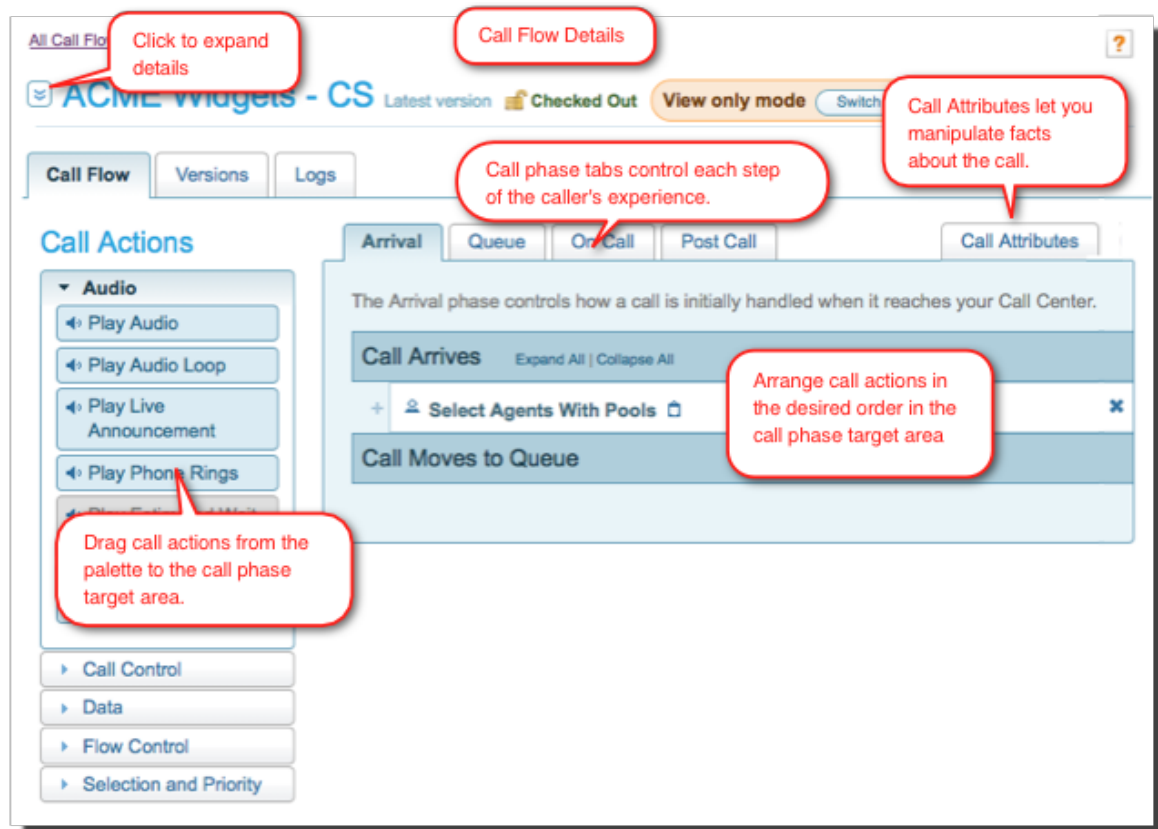 All Call Flo
Click to expand
details
Call Flow Details
?
ACME Widgets - CS Latest version Checked Out View only mode Switch
Call Attributes let you
manipulate facts
about the call.
Call Flow Versions Logs
Call phase tabs control each step
of the caller's experience.
Call Actions
Arrival Queue On Call Post Call Call Attributes
Audio
The Arrival phase controls how a call is initially handled when it reaches your Call Center.
Play Audio
Call Arrives Expand All | Collapse All
Play Audio Loop
Arrange call actions in
the desired order in the
call phase target area
Select Agents With Pools
Play Live
Announcement
Call Moves to Queue
Play Phone Rings
Drag call actions from the
palette to the call phase
target area.
Call Control
Data
Flow Control
Selection and Priority